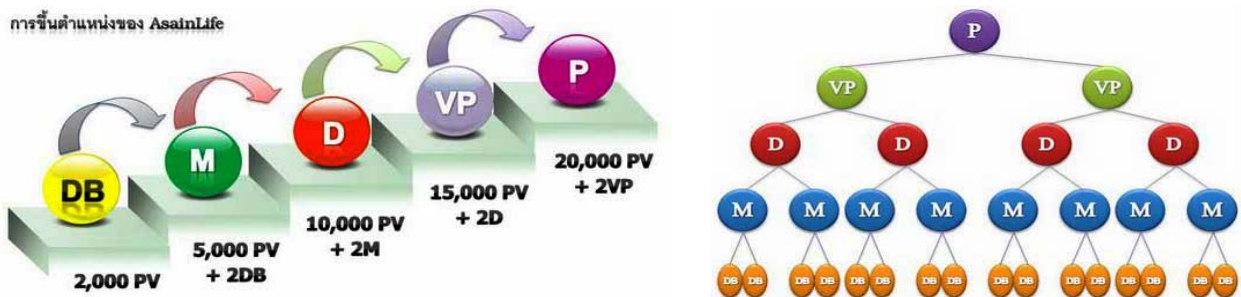 การขึ้นตำแหน่งของ AsainLife
DB
M
D
VP
P
2,000 PV
5,000 PV
+ 2DB
10,000 PV
+ 2M
15,000 PV
+ 2D
20,000 PV
+ 2VP
P
VP VP
D D D D
M M M M M M M M
DB DB DB DB DB DB DB DB DB DB DB DB DB DB DB DB